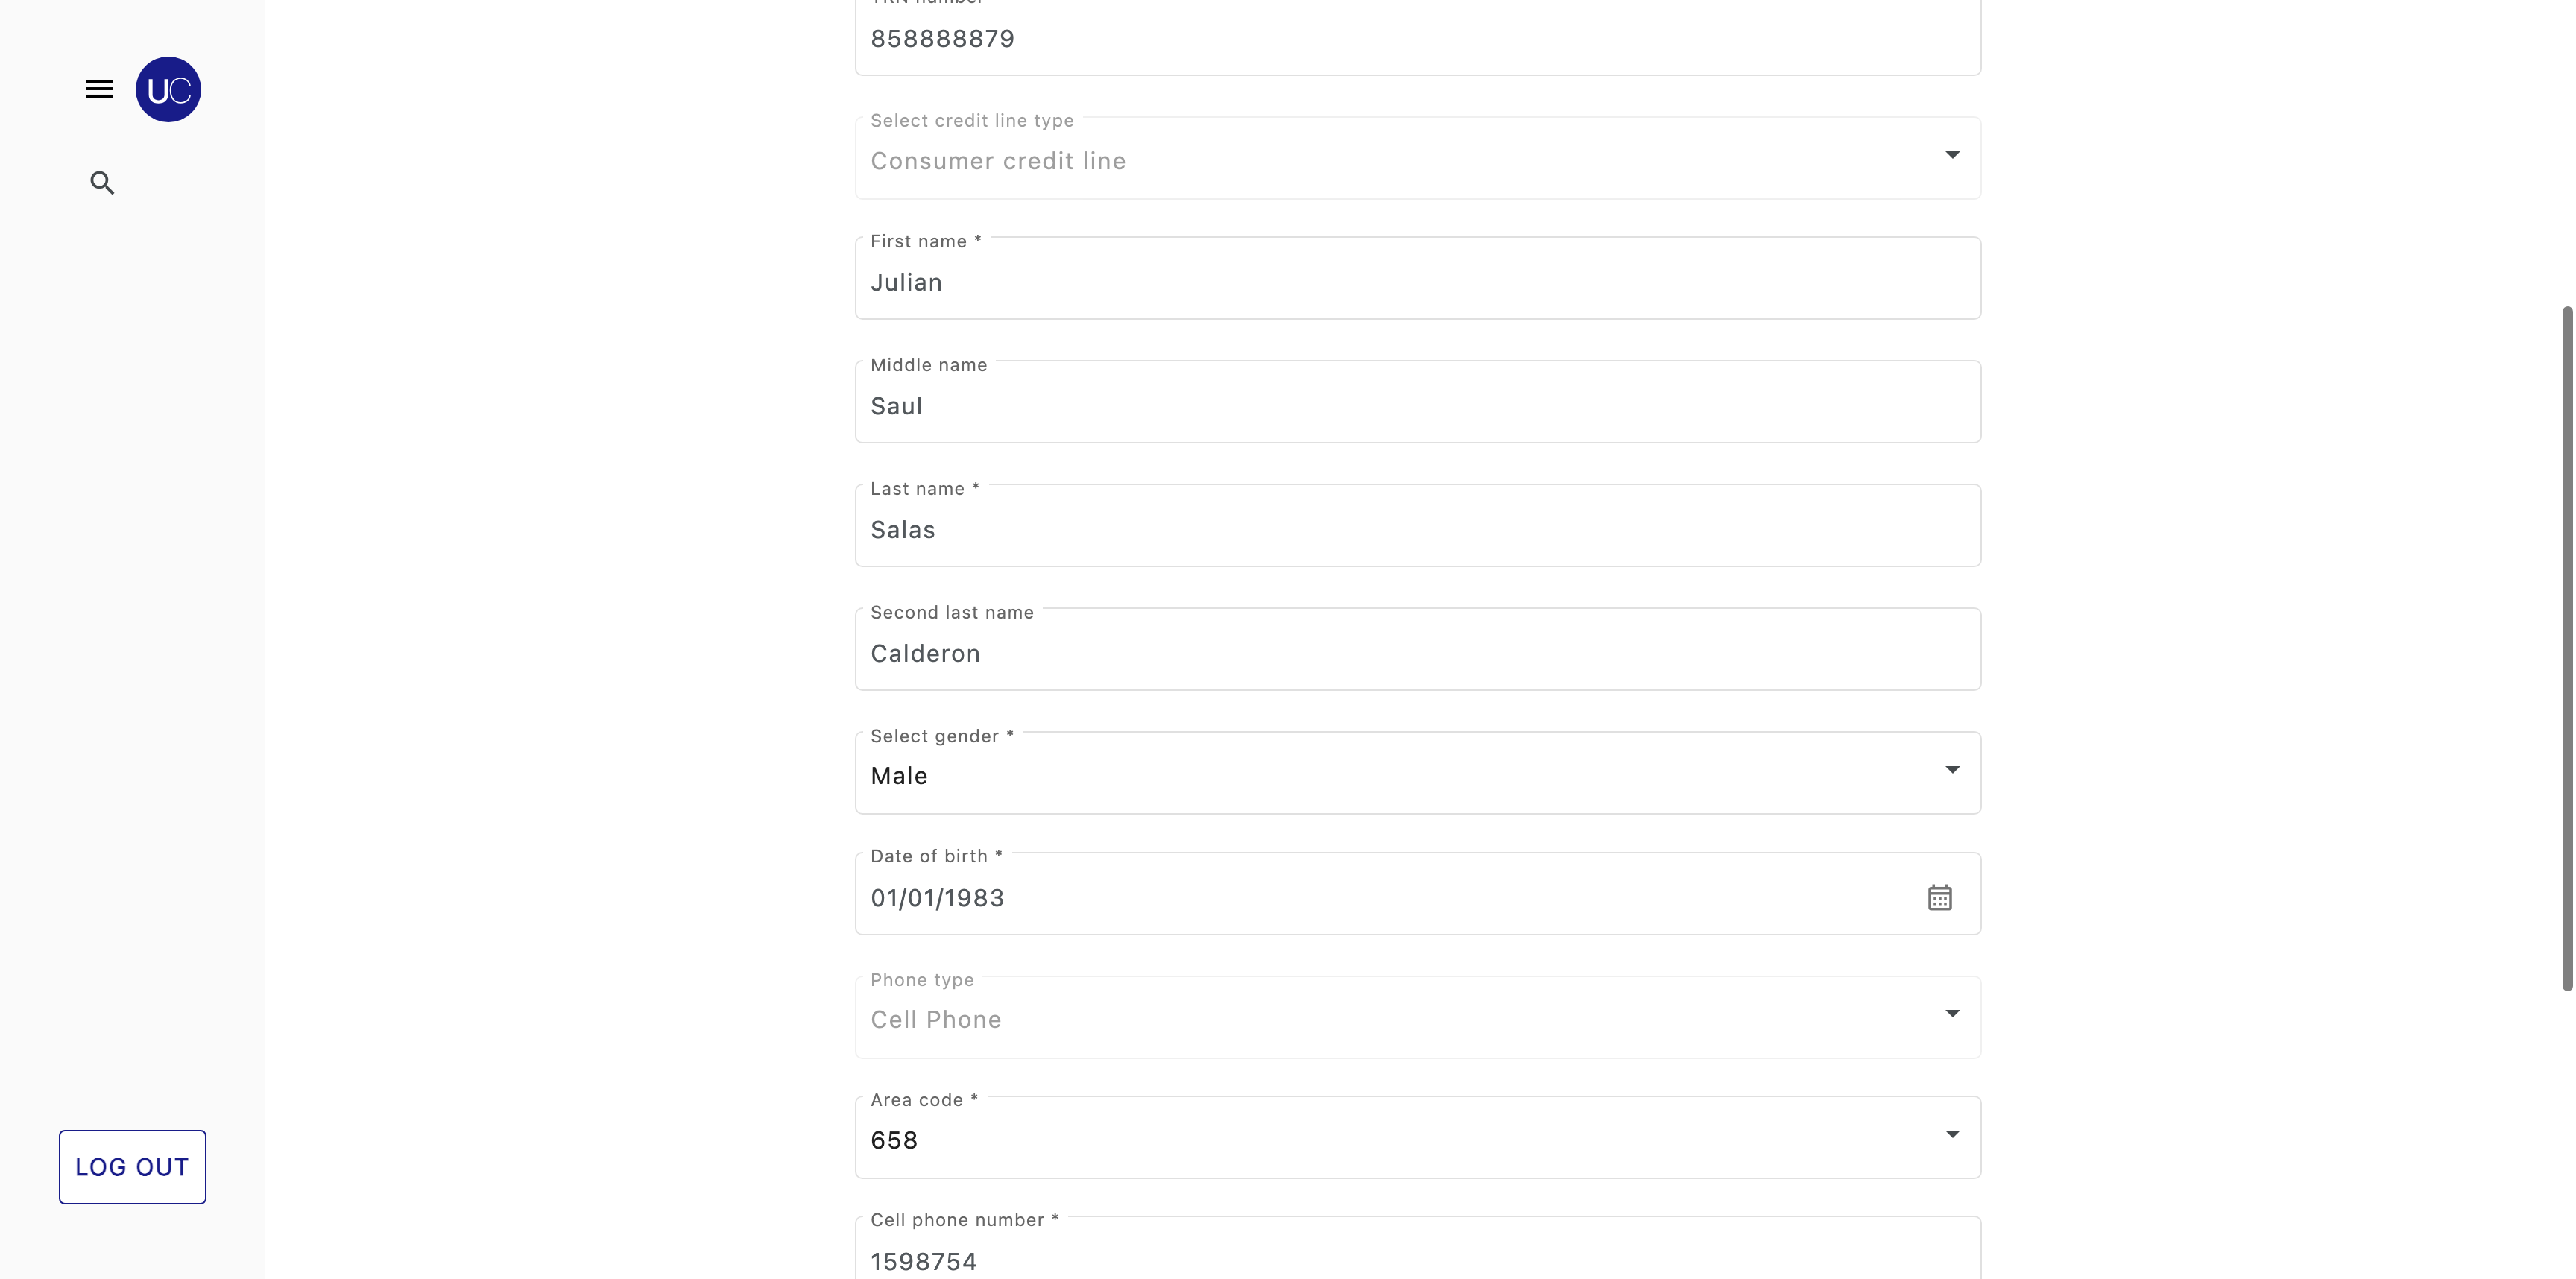 UC
TRN number
858888879
Select credit line type
Consumer credit line
First name *
Julian
Middle name
Saul
Last name *
Salas
Second last name
Calderon
Select gender *
Male
Date of birth *
01/01/1983
Phone type
Cell Phone
Area code *
658
Cell phone number *
1598754
LOG OUT